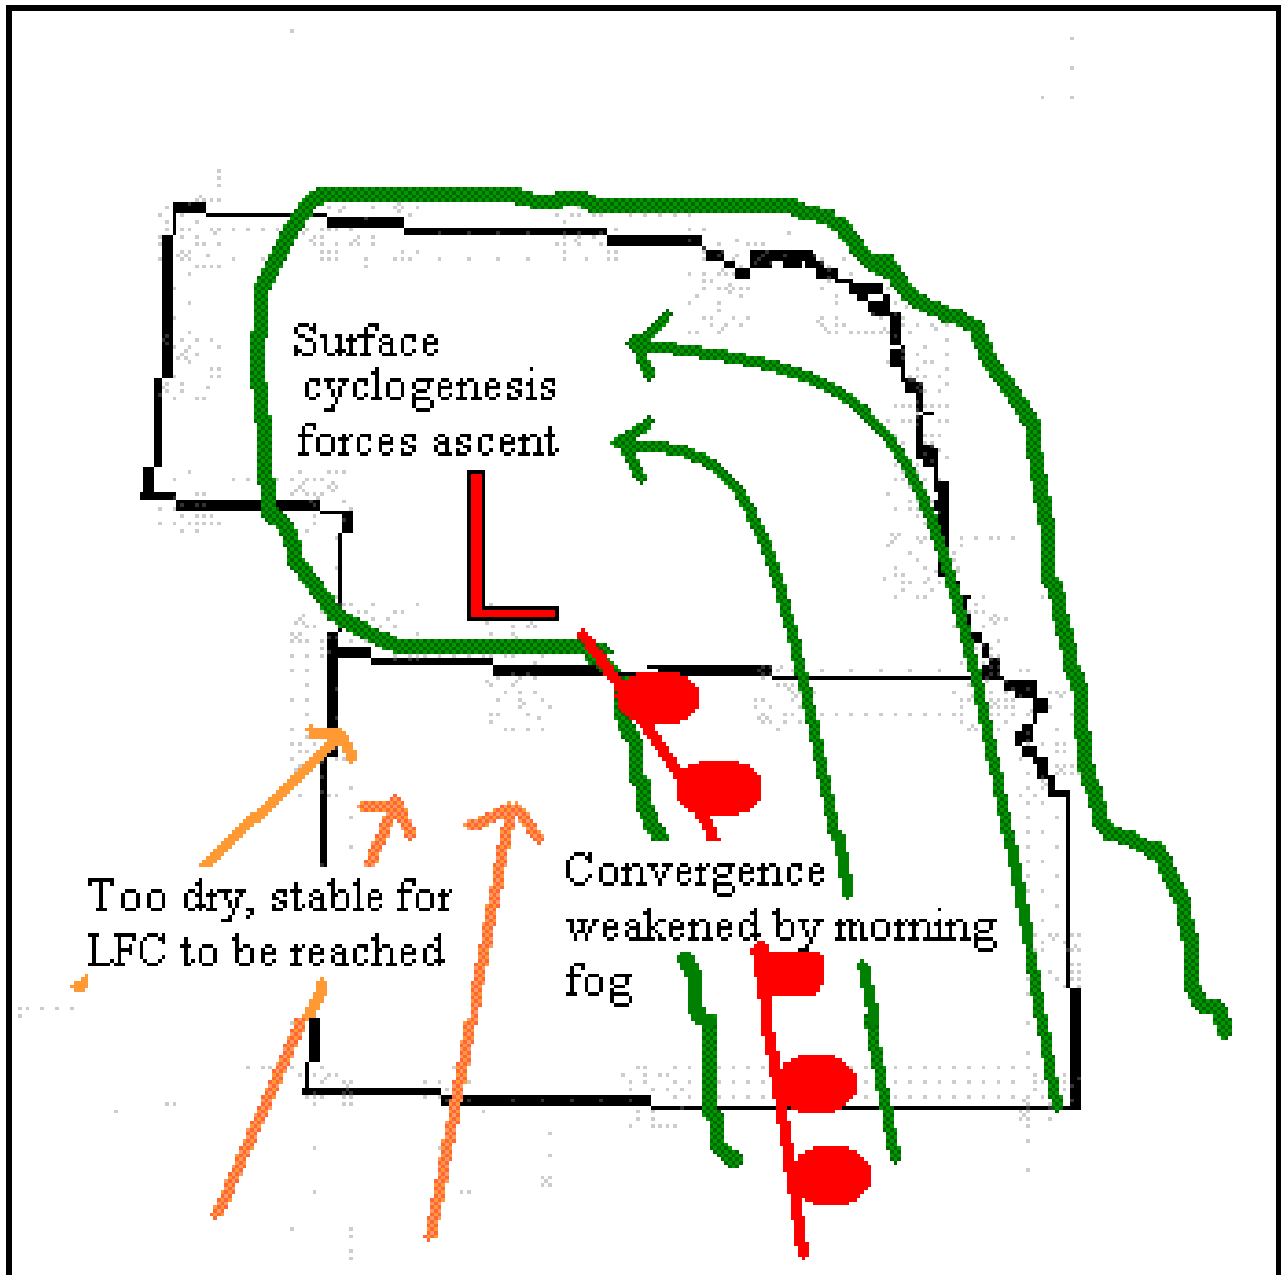 Surface
cyclogenesis
forces ascent
L
Too dry, stable for
LFC to be reached
Convergence
weakened by morning
fog